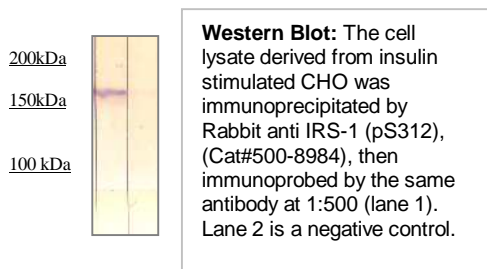 200kDa
150kDa
100 kDa
Western Blot: The cell
lysate derived from insulin
stimulated CHO was
immunoprecipitated by
Rabbit anti IRS-1 (pS312),
(Cat#500-8984), then
immunoprobed by the same
antibody at 1:500 (lane 1).
Lane 2 is a negative control.